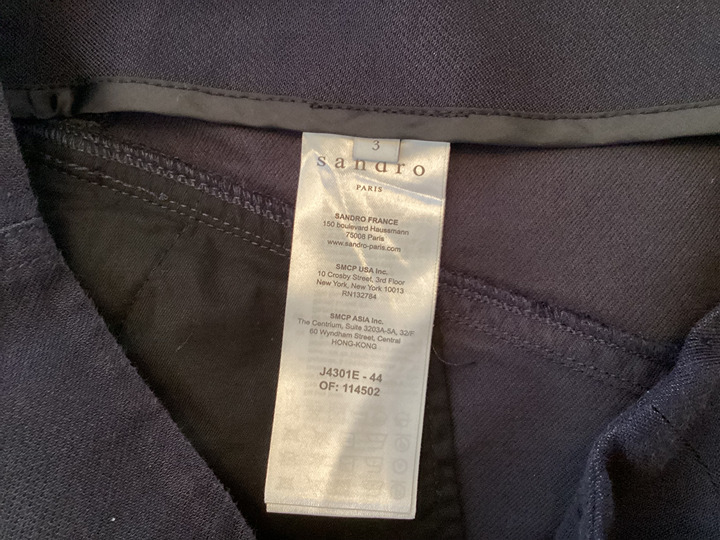 3
sandro
PARIS
SANDRO FRANCE
150 boulevard Haussmann
75008 Paris
www.sandro-paris.com
SMCP USA Inc.
10 Crosby Street, 3rd Floor
New York, New York 10013
RN132784
SMCP ASIA Inc.
The Centrium, Suite 3203A-5A, 32/F
60 Wyndham Street, Central
HONG-KONG
J4301E - 44
OF: 114502